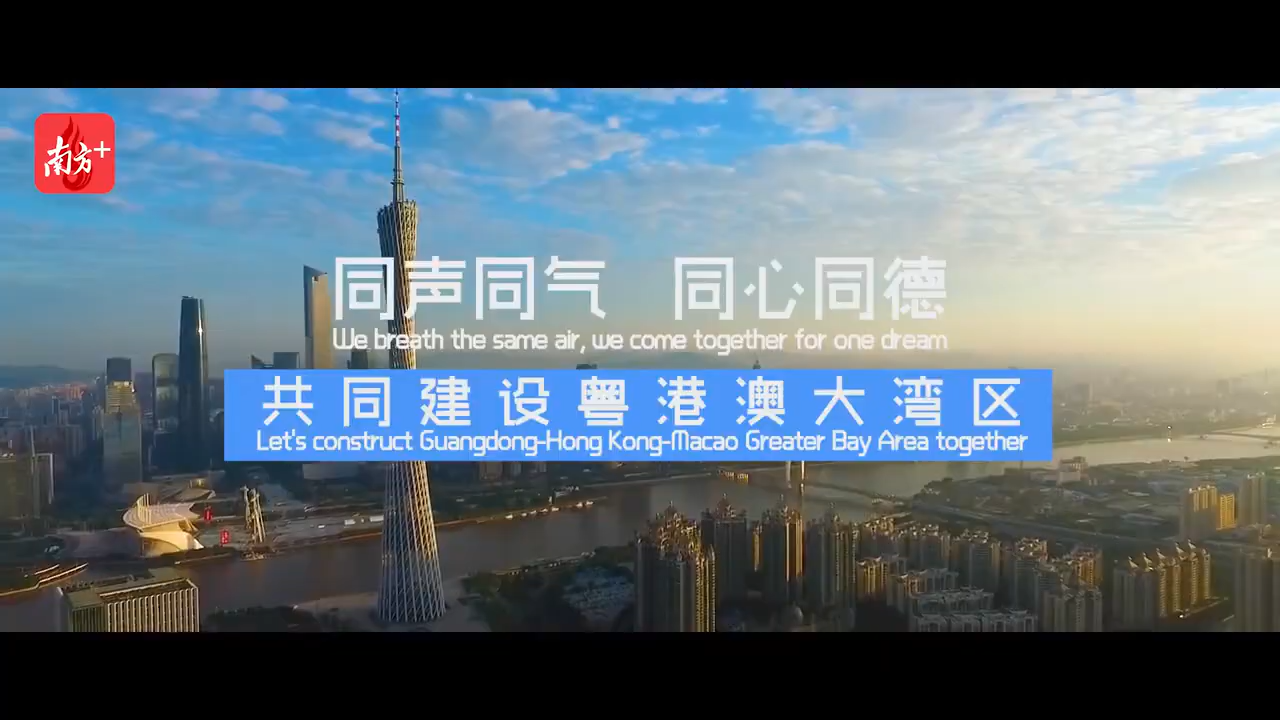 南方+
同声同气 同心同德
We breath the same air, we come together for one dream
共同建设粤港澳大湾区
Let's construct Guangdong-Hong Kong-Macao Greater Bay Area together